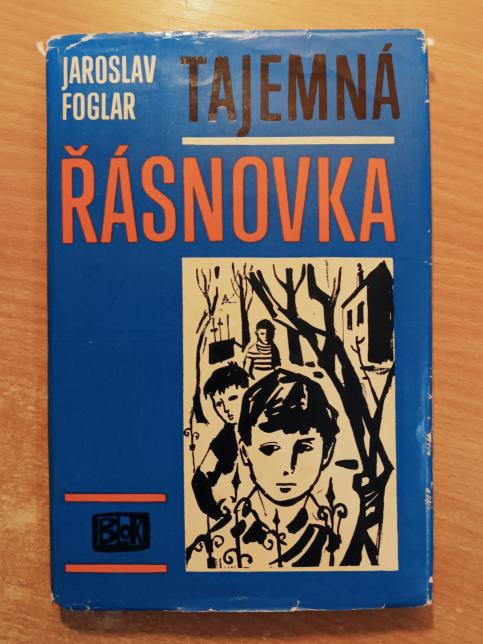 JAROSLAV
FOGLAR
TAJEMNÁ
ŘÁSNOVKA
BLOK